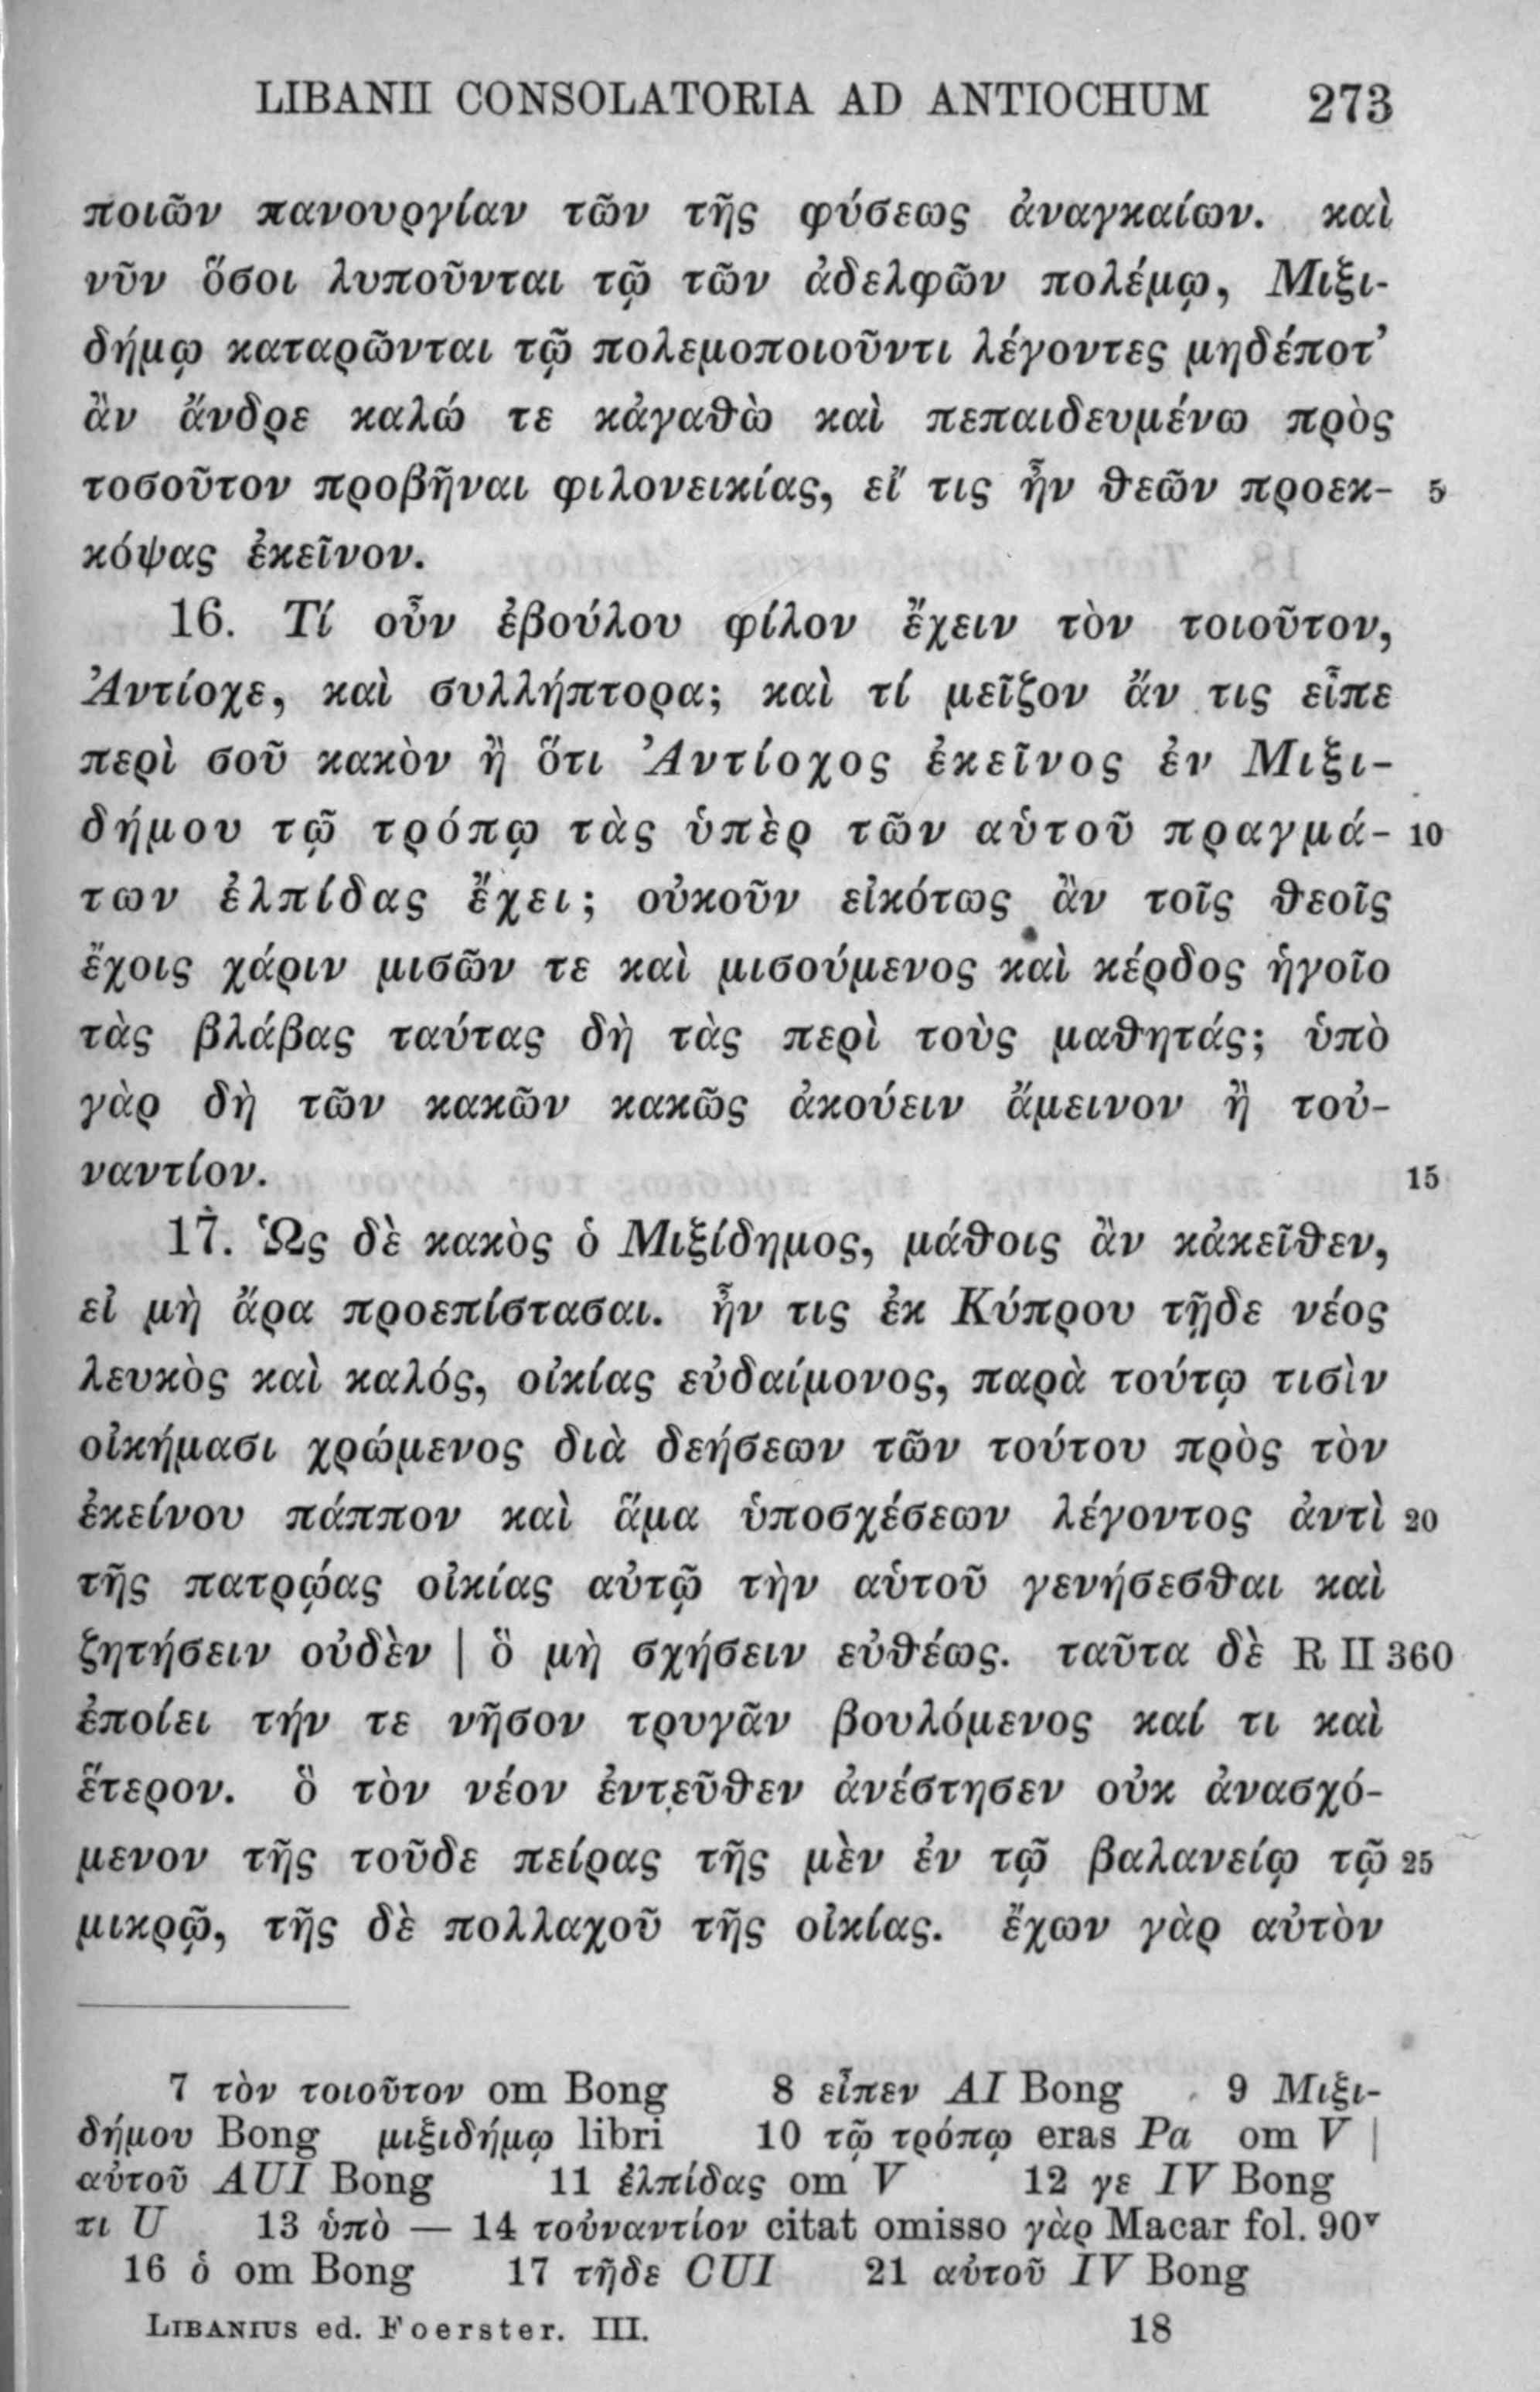 LIBANII CONSOLATORIA AD ANTIOCHUM 273
ποιῶν πανουργίαν τῶν τῆς φύσεως ἀναγκαίων. καὶ
νῦν ὅσοι λυποῦνται τῷ τῶν ἀδελφῶν πολέμῳ, Μιξι-
δήμῳ καταρῶνται τῷ πολεμοποιοῦντι λέγοντες μηδέποτ’
ἂν ἄνδρε καλώ τε κἀγαθὼ καὶ πεπαιδευμένω πρὸς
τοσοῦτον προβῆναι φιλονεικίας, εἴ τις ἦν θεῶν προεκ- 5
κόψας ἐκεῖνον.
16. Τί οὖν ἐβούλου φίλον ἔχειν τὸν τοιοῦτον,
Ἀντίοχε, καὶ συλλήπτορα; καὶ τί μεῖζον ἄν τις εἶπε
περὶ σοῦ κακὸν ἢ ὅτι Ἀντίοχος ἐκεῖνος ἐν Μιξι-
δήμου τῷ τρόπῳ τὰς ὑπὲρ τῶν αὑτοῦ πραγμά- 10
των ἐλπίδας ἔχει; οὐκοῦν εἰκότως ἂν τοῖς θεοῖς
ἔχοις χάριν μισῶν τε καὶ μισούμενος καὶ κέρδος ἡγοῖο
τὰς βλάβας ταύτας δὴ τὰς περὶ τοὺς μαθητάς; ὑπὸ
γὰρ δὴ τῶν κακῶν κακῶς ἀκούειν ἄμεινον ἢ τοὐ-
ναντίον. 15
17. Ὡς δὲ κακὸς ὁ Μιξίδημος, μάθοις ἂν κἀκεῖθεν,
εἰ μὴ ἄρα προεπίστασαι. ἦν τις ἐκ Κύπρου τῇδε νέος
λευκὸς καὶ καλός, οἰκίας εὐδαίμονος, παρὰ τούτῳ τισὶν
οἰκήμασι χρώμενος διὰ δεήσεων τῶν τούτου πρὸς τὸν
ἐκείνου πάππον καὶ ἅμα ὑποσχέσεων λέγοντος ἀντὶ 20
τῆς πατρῴας οἰκίας αὐτῷ τὴν αὑτοῦ γενήσεσθαι καὶ
ζητήσειν οὐδὲν | ὃ μὴ σχήσειν εὐθέως. ταῦτα δὲ R II 360
ἐποίει τήν τε νῆσον τρυγᾶν βουλόμενος καί τι καὶ
ἕτερον. ὃ τὸν νέον ἐντεῦθεν ἀνέστησεν οὐκ ἀνασχό-
μενον τῆς τοῦδε πείρας τῆς μὲν ἐν τῷ βαλανείῳ τῷ 25
μικρῷ, τῆς δὲ πολλαχοῦ τῆς οἰκίας. ἔχων γὰρ αὐτὸν
7 τὸν τοιοῦτον om Bong 8 εἶπεν AI Bong 9 Μιξι-
δήμου Bong μιξιδήμῳ libri 10 τῷ τρόπῳ eras Pa om V |
αὐτοῦ AUI Bong 11 ἐλπίδας om V 12 γε IV Bong
τι U 13 ὑπὸ — 14 τοὐναντίον citat omisso γὰρ Macar fol. 90ᵛ
16 ὁ om Bong 17 τῆδε CUI 21 αὐτοῦ IV Bong
LIBANIUS ed. Foerster. III. 18